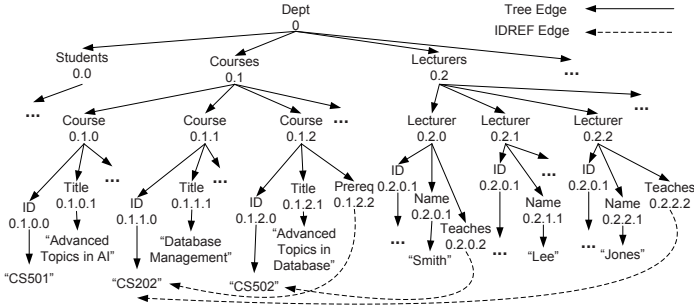 Dept
0
Tree Edge
IDREF Edge
Students
0.0
Courses
0.1
Lecturers
0.2
...
...
...
...
Course
0.1.0
Course
0.1.1
Course
0.1.2
Lecturer
0.2.0
Lecturer
0.2.1
Lecturer
0.2.2
ID
0.1.0.0
Title
0.1.0.1
...
ID
0.1.1.0
Title
0.1.1.1
...
ID
0.1.2.0
Title
0.1.2.1
Prereq
0.1.2.2
ID
0.2.0.1
Name
0.2.0.1
Teaches
0.2.0.2
ID
0.2.0.1
...
Name
0.2.1.1
ID
0.2.0.1
Name
0.2.2.1
Teaches
0.2.2.2
“CS501”
“Advanced
Topics in AI”
“CS202”
“Database
Management”
“CS502”
“Advanced
Topics in
Database”
...
“Smith”
...
“Lee”
...
“Jones”